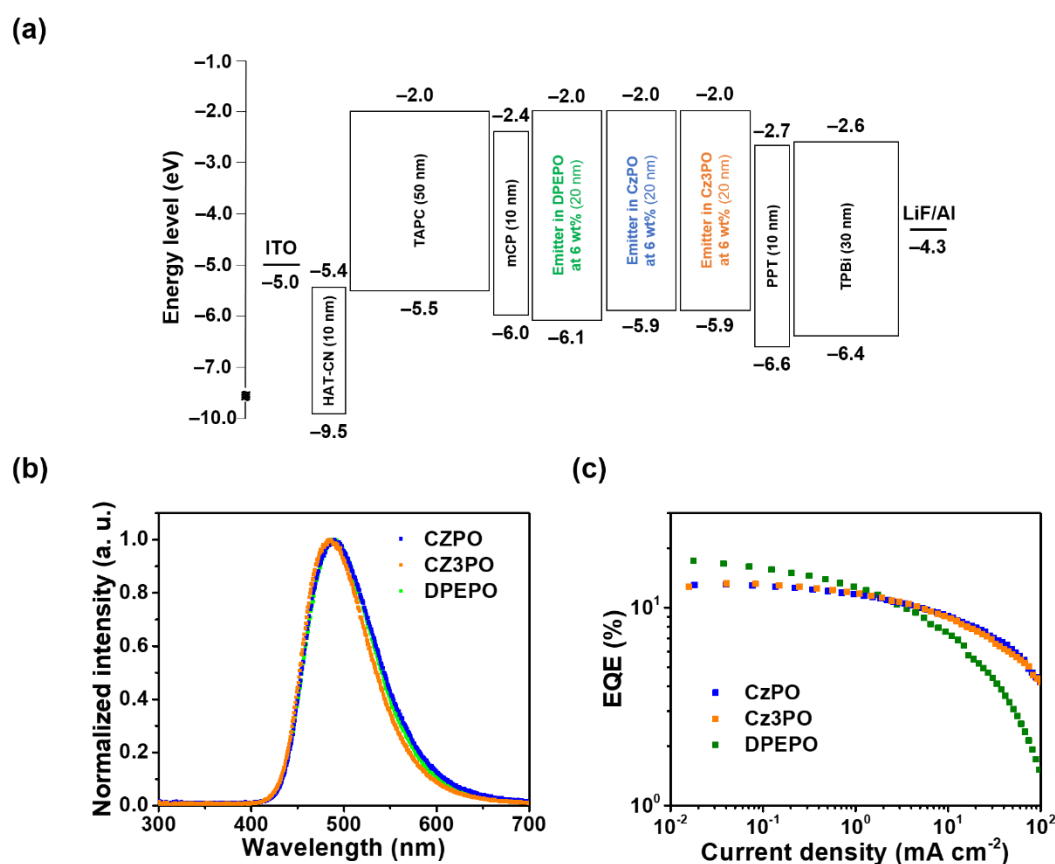 (a)
Energy level (eV)
–1.0
–2.0
–3.0
–4.0
–5.0
–6.0
–7.0
–10.0
ITO
–5.0
–5.4
HAT-CN (10 nm)
–9.5
–2.0
TAPC (50 nm)
–5.5
–2.4
mCP (10 nm)
–6.0
–2.0
Emitter in DPEPO
at 6 wt% (20 nm)
–6.1
–2.0
Emitter in CzPO
at 6 wt% (20 nm)
–5.9
–2.0
Emitter in Cz3PO
at 6 wt% (20 nm)
–5.9
–2.7
PPT (10 nm)
–6.6
–2.6
TPBi (30 nm)
–6.4
LiF/Al
–4.3
(b)
Normalized intensity (a. u.)
1.0
0.8
0.6
0.4
0.2
0.0
300 400 500 600 700
Wavelength (nm)
CZPO
CZ3PO
DPEPO
(c)
EQE (%)
10¹
10⁰
10⁻² 10⁻¹ 10⁰ 10¹ 10²
Current density (mA cm⁻²)
CzPO
Cz3PO
DPEPO